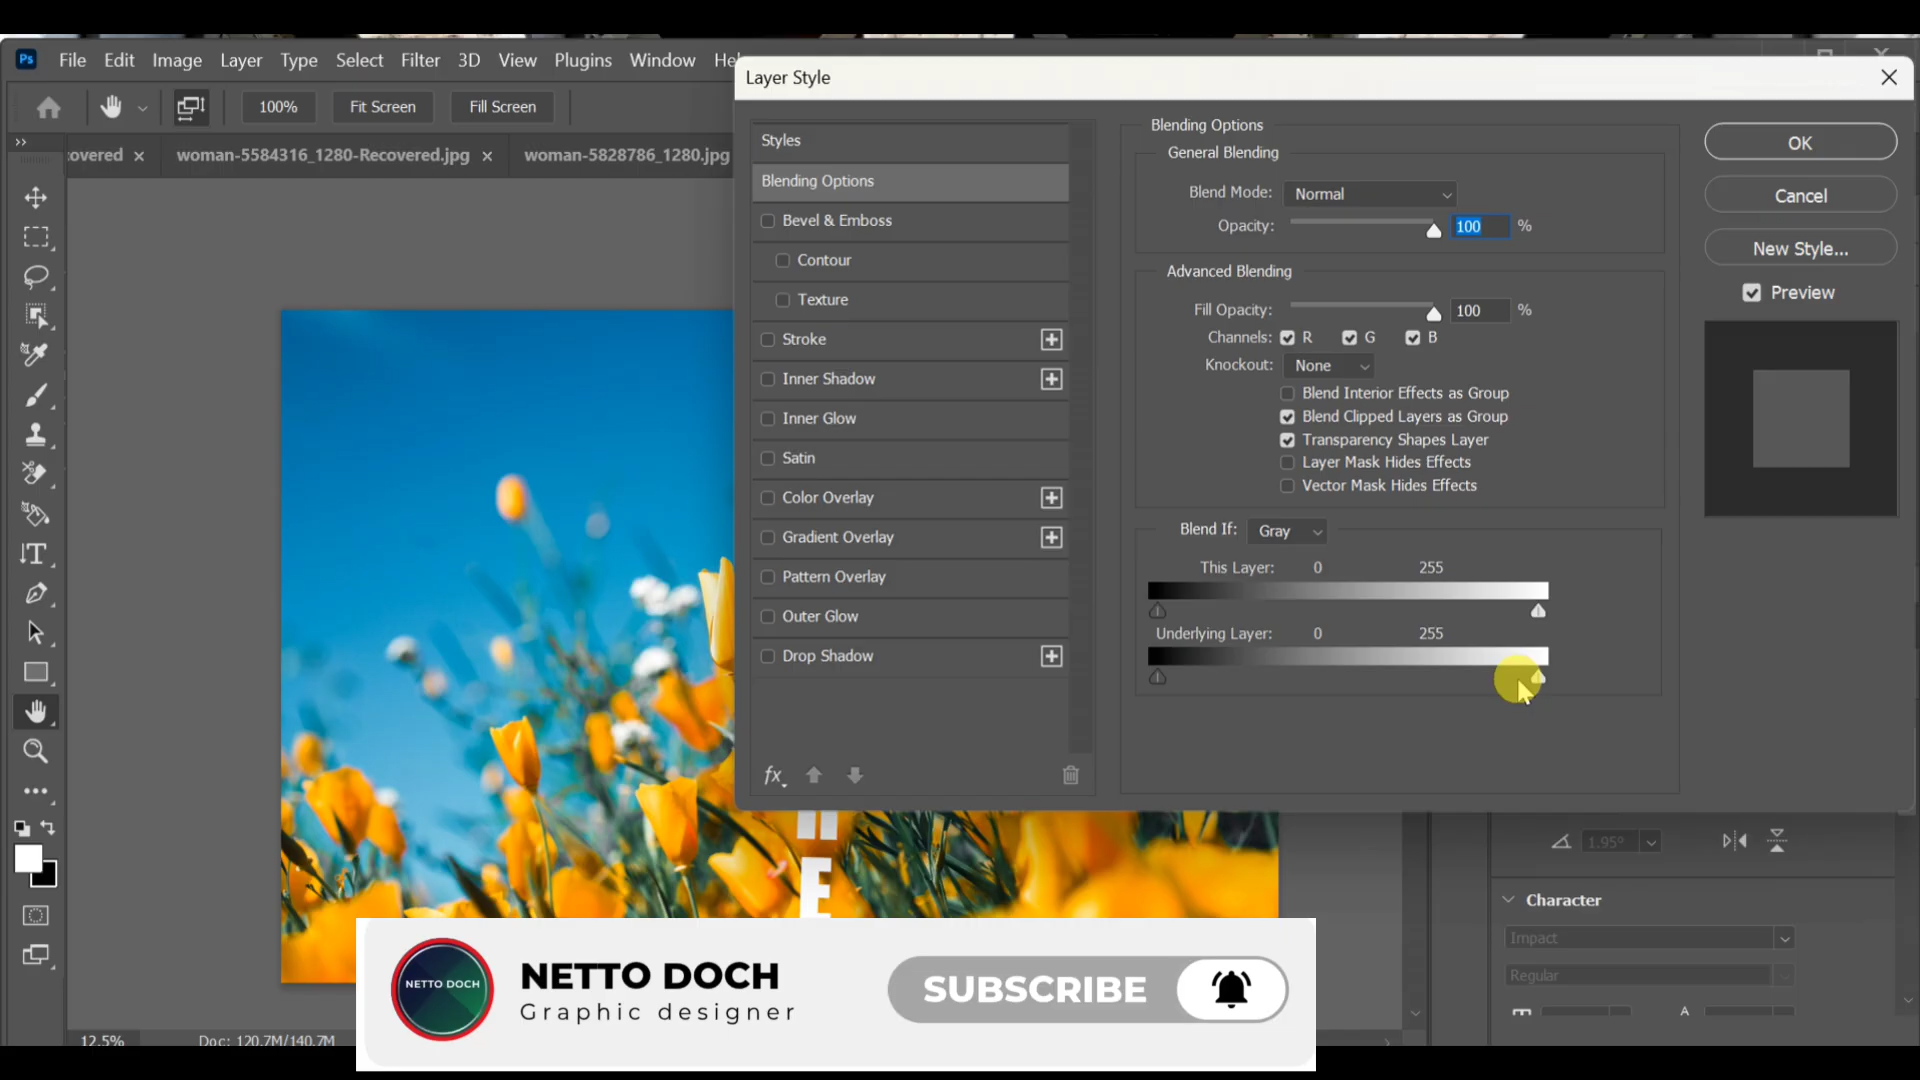 Ps File Edit Image Layer Type Select Filter 3D View Plugins Window
Layer Style
100% Fit Screen Fill Screen
overed woman-5584316_1280-Recovered.jpg woman-5828786_1280.jpg
Styles
Blending Options
Bevel & Emboss
Contour
Texture
Stroke
Inner Shadow
Inner Glow
Satin
Color Overlay
Gradient Overlay
Pattern Overlay
Outer Glow
Drop Shadow
fx
Blending Options
General Blending
Blend Mode: Normal
Opacity: 100 %
Advanced Blending
Fill Opacity: 100 %
Channels: R G B
Knockout: None
Blend Interior Effects as Group
Blend Clipped Layers as Group
Transparency Shapes Layer
Layer Mask Hides Effects
Vector Mask Hides Effects
Blend If: Gray
This Layer: 0 255
Underlying Layer: 0 255
OK
Cancel
New Style...
Preview
E
1.95°
Character
Impact
Regular
12.5% Doc: 120.7M/140.7M
NETTO DOCH
NETTO DOCH
Graphic designer
SUBSCRIBE